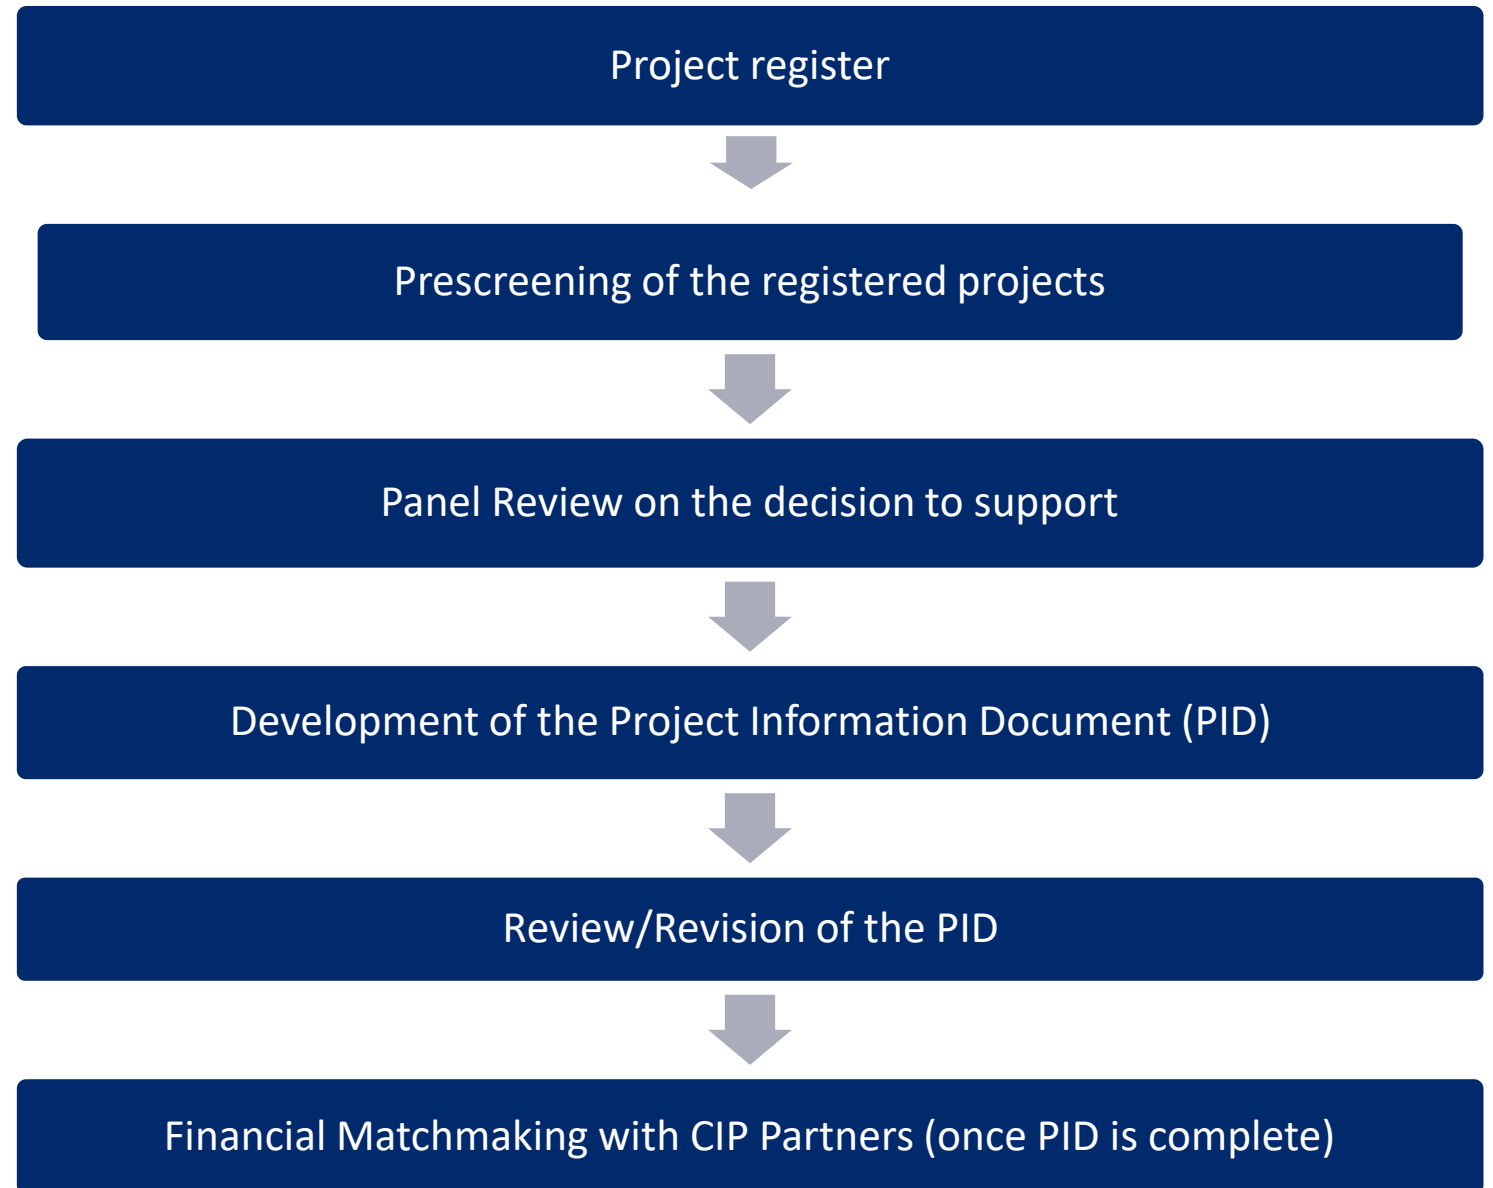 Project register
Prescreening of the registered projects
Panel Review on the decision to support
Development of the Project Information Document (PID)
Review/Revision of the PID
Financial Matchmaking with CIP Partners (once PID is complete)